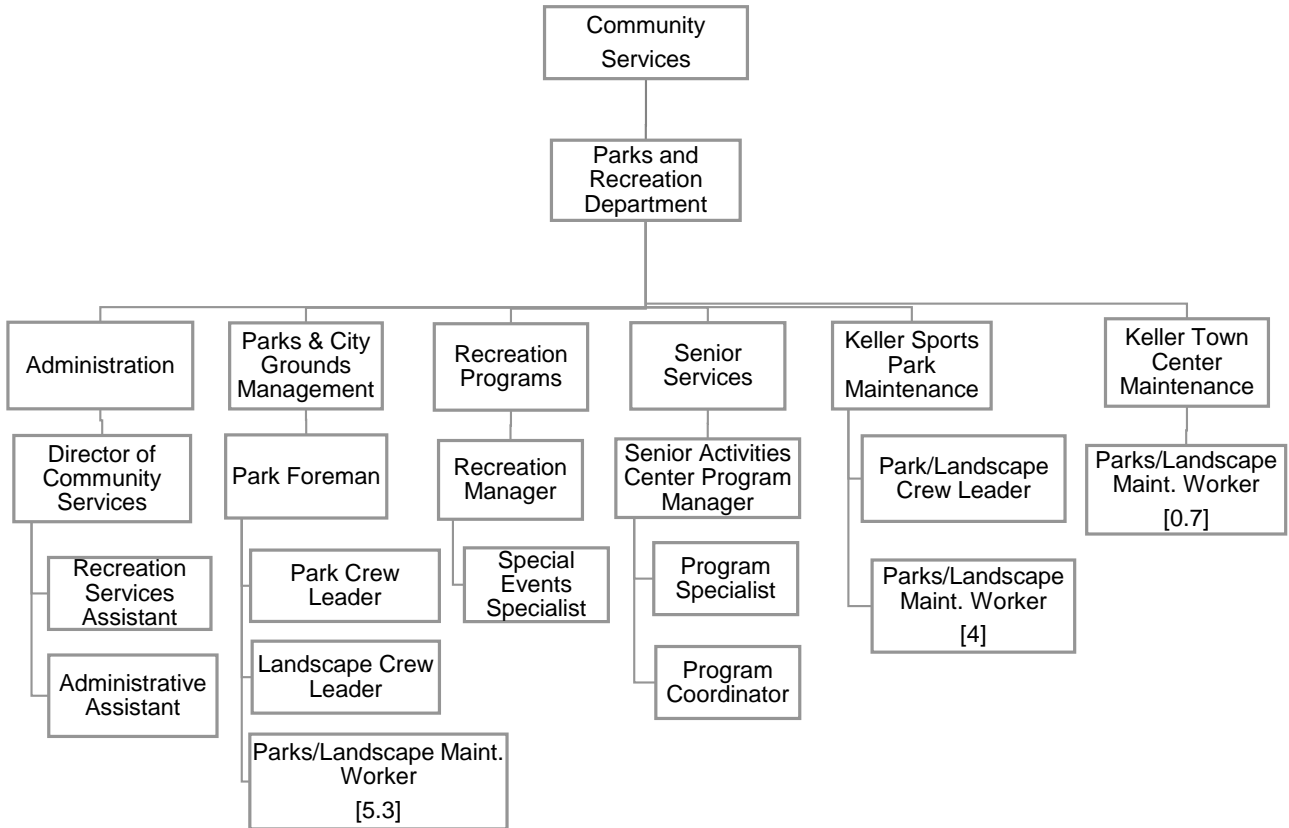 Community
Services
Parks and
Recreation
Department
Administration
Parks & City
Grounds
Management
Recreation
Programs
Senior
Services
Keller Sports
Park
Maintenance
Keller Town
Center
Maintenance
Director of
Community
Services
Recreation
Services
Assistant
Administrative
Assistant
Park Foreman
Park Crew
Leader
Landscape Crew
Leader
Parks/Landscape Maint.
Worker
[5.3]
Recreation
Manager
Special
Events
Specialist
Senior Activities
Center Program
Manager
Program
Specialist
Program
Coordinator
Park/Landscape
Crew Leader
Parks/Landscape
Maint. Worker
[4]
Parks/Landscape
Maint. Worker
[0.7]